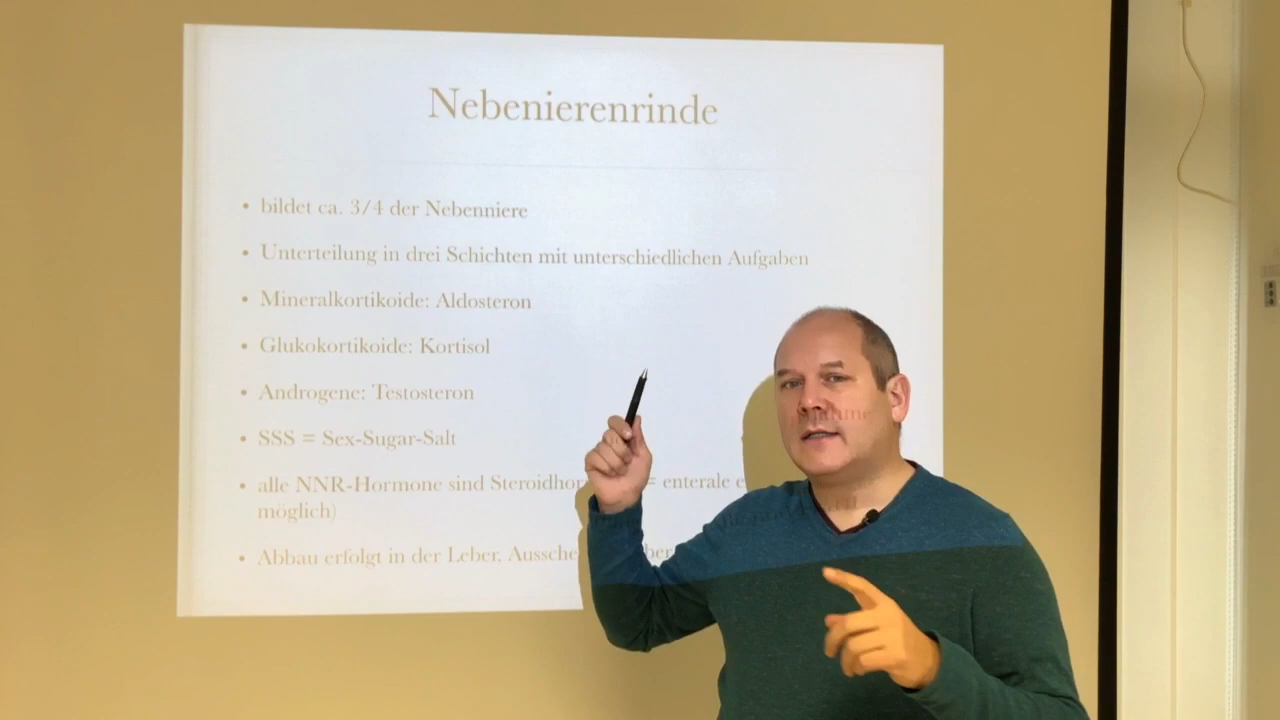 Nebenierenrinde
• bildet ca. 3/4 der Nebenniere
• Unterteilung in drei Schichten mit unterschiedlichen Aufgaben
• Mineralkortikoide: Aldosteron
• Glukokortikoide: Kortisol
• Androgene: Testosteron
• SSS = Sex-Sugar-Salt
• alle NNR-Hormone sind Steroidhor = enterale
möglich)
• Abbau erfolgt in der Leber,